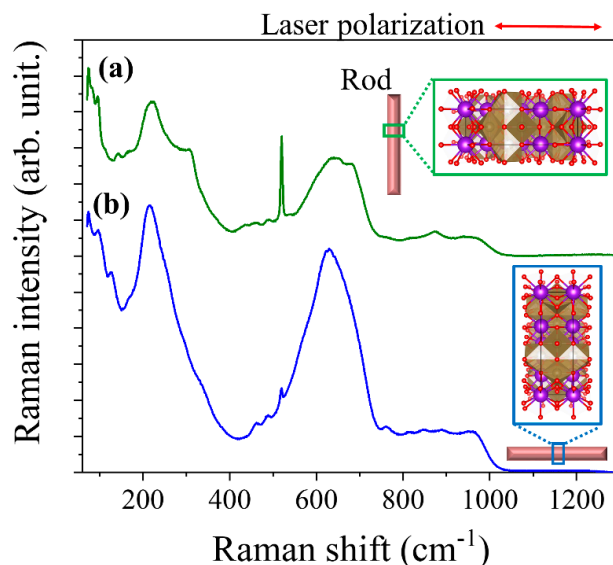 Laser polarization
(a)
Rod
(b)
Raman intensity (arb. unit.)
200 400 600 800 1000 1200
Raman shift (cm⁻¹)